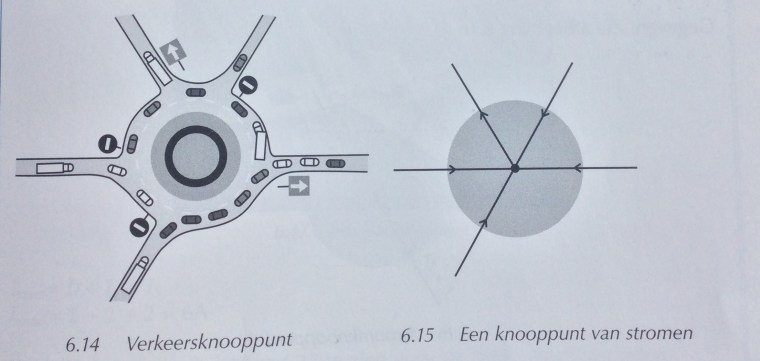 6.14 Verkeersknooppunt
6.15 Een knooppunt van stromen